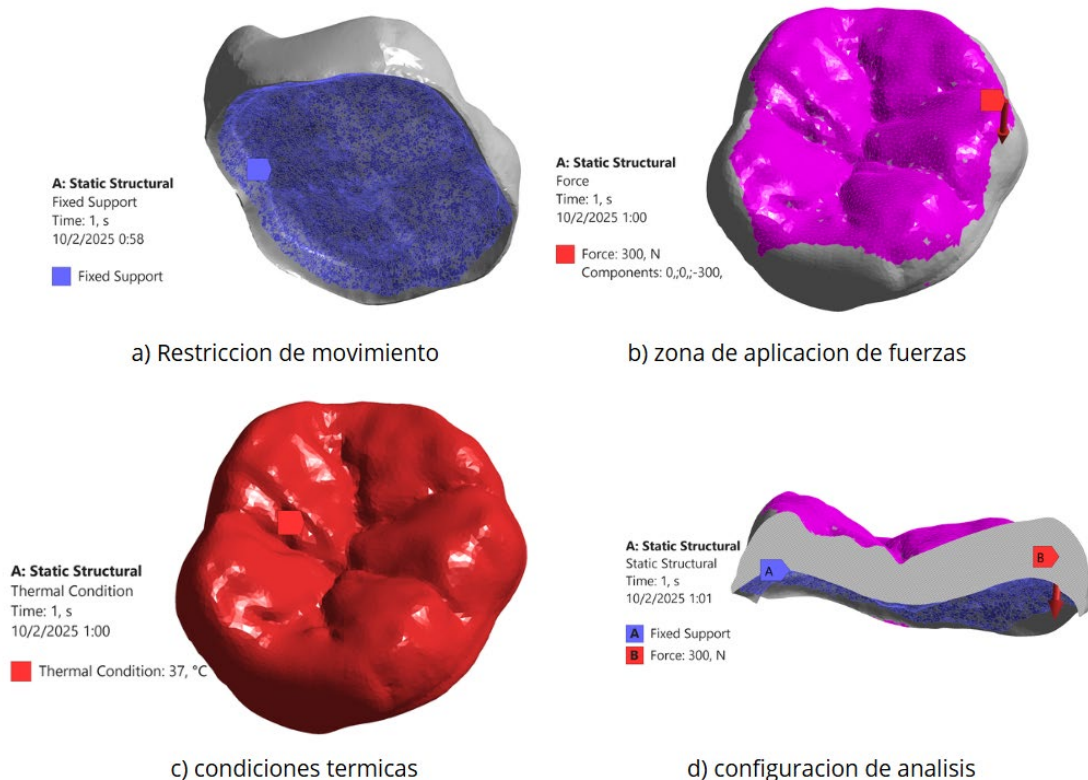 A: Static Structural
Fixed Support
Time: 1, s
10/2/2025 0:58
Fixed Support
a) Restriccion de movimiento
A: Static Structural
Force
Time: 1, s
10/2/2025 1:00
Force: 300, N
Components: 0,;0,;-300,
b) zona de aplicacion de fuerzas
A: Static Structural
Thermal Condition
Time: 1, s
10/2/2025 1:00
Thermal Condition: 37, °C
c) condiciones termicas
A: Static Structural
Static Structural
Time: 1, s
10/2/2025 1:01
A Fixed Support
B Force: 300, N
A
B
d) configuracion de analisis